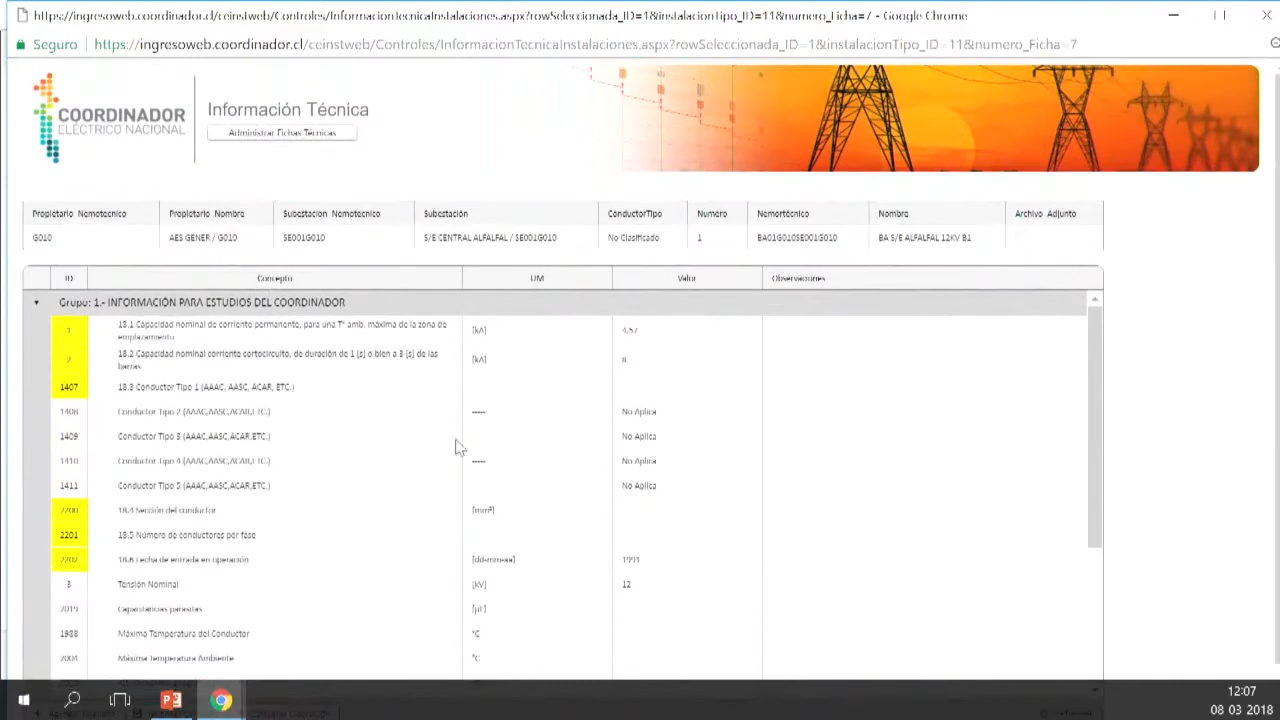 https://ingresoweb.coordinador.cl/ceinstweb/Controles/InformacionTecnicaInstalaciones.aspx?rowSeleccionada_ID=1&instalacionTipo_ID=11&numero_Ficha=7 - Google Chrome
Seguro | https://ingresoweb.coordinador.cl/ceinstweb/Controles/InformacionTecnicaInstalaciones.aspx?rowSeleccionada_ID=1&instalacionTipo_ID=11&numero_Ficha=7
COORDINADOR
ELÉCTRICO NACIONAL
Información Técnica
Administrar Fichas Técnicas
Propietario Nemotecnico Propietario Nombre Subestacion Nemotecnico Subestación ConductorTipo Numero Nemortécnico Nombre Archivo Adjunto
G010 AES GENER / G010 SE001G010 S/E CENTRAL ALFALFAL / SE001G010 No Clasificado 1 BA01G010SE001G010 BA S/E ALFALFAL 12KV B1
ID Concepto UM Valor Observaciones
Grupo: 1.- INFORMACIÓN PARA ESTUDIOS DEL COORDINADOR
1 18.1 Capacidad nominal de corriente permanente, para una T° amb. máxima de la zona de [kA] 4.57
emplazamiento
2 18.2 Capacidad nominal corriente cortocircuito, de duración de 1 [s] o bien a 3 [s] de las [kA]
barras
1407 18.3 Conductor Tipo 1 (AAAC, AASC, ACAR, ETC.)
1408 Conductor Tipo 2 (AAAC,AASC,ACAR,ETC.) ----- No Aplica
1409 Conductor Tipo 3 (AAAC,AASC,ACAR,ETC.) No Aplica
1410 Conductor Tipo 4 (AAAC,AASC,ACAR,ETC.) ----- No Aplica
1411 Conductor Tipo 5 (AAAC,AASC,ACAR,ETC.) No Aplica
2200 18.4 Sección del conductor [mm²]
2201 18.5 Número de conductores por fase
2202 18.6 Fecha de entrada en operación [dd-mm-aa] 1991
3 Tensión Nominal [kV] 12
2019 Capacitancias parásitas [pF]
1988 Máxima Temperatura del Conductor °C
2004 Máxima Temperatura Ambiente °C
12:07
08-03-2018